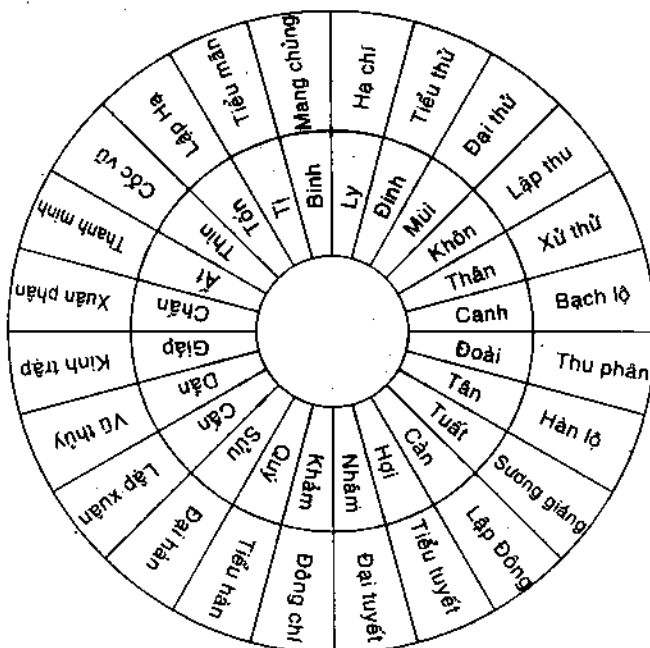 Hạ chí
Tiểu thử
Đại thử
Lập thu
Xử thử
Bạch lộ
Thu phân
Hàn lộ
Sương giáng
Lập Đông
Tiểu tuyết
Đại tuyết
Đông chí
Tiểu hàn
Đại hàn
Lập xuân
Vũ thủy
Kinh trập
Xuân phân
Thanh minh
Cốc vũ
Lập Hạ
Tiểu mãn
Mang chủng
Ly
Đinh
Mùi
Khôn
Thân
Canh
Đoài
Tân
Tuất
Càn
Hợi
Nhâm
Khảm
Quý
Sửu
Cấn
Dần
Giáp
Chấn
Ất
Thìn
Tốn
Tị
Bính